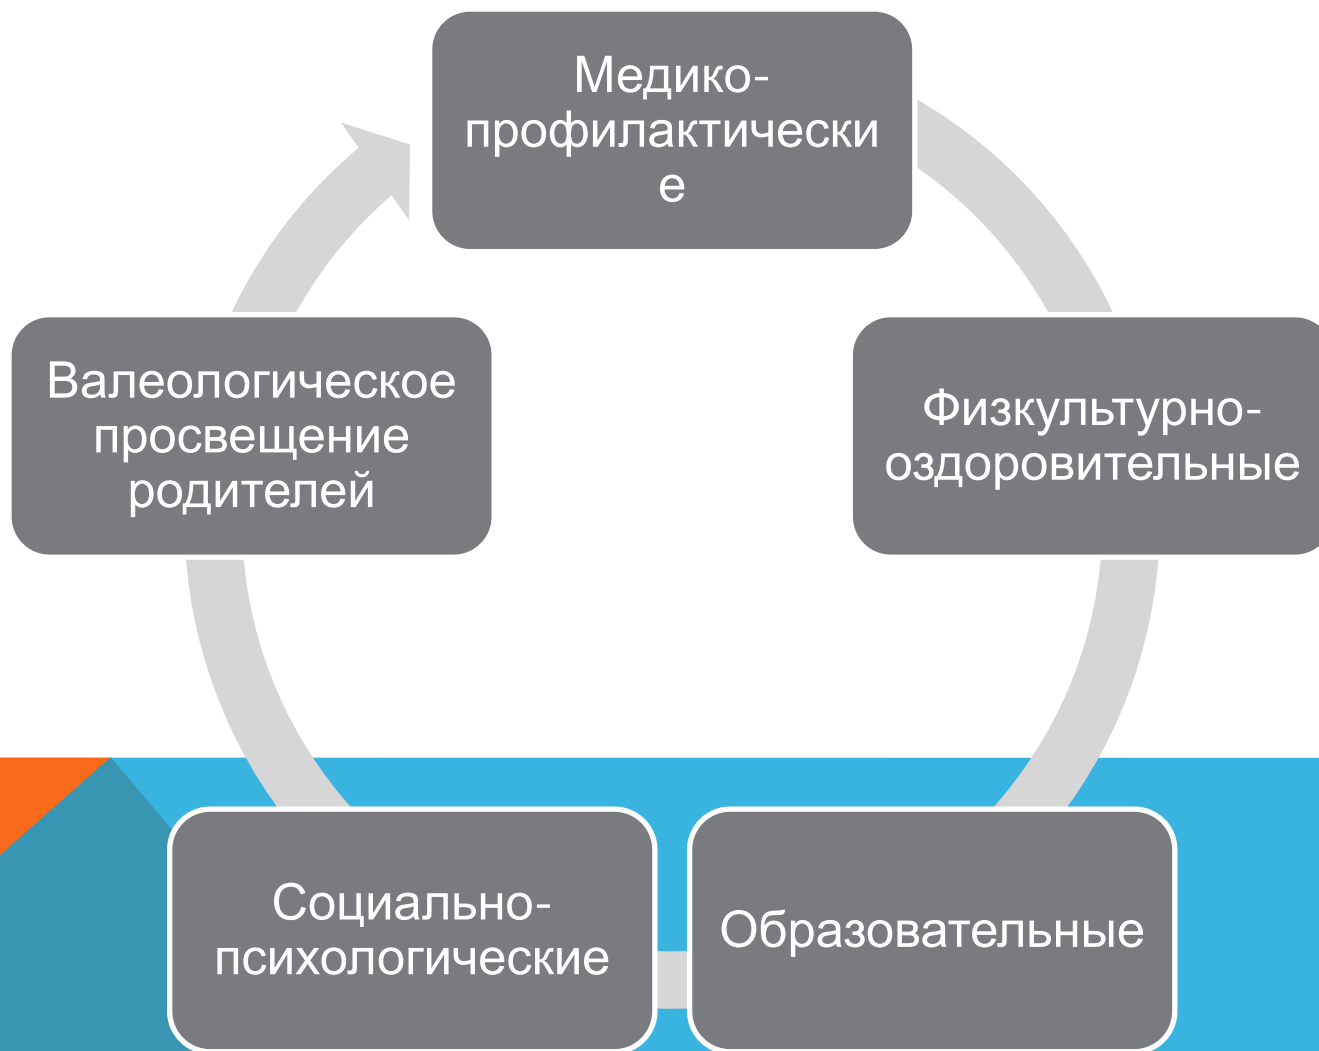 Медико-
профилактически
е
Валеологическое
просвещение
родителей
Физкультурно-
оздоровительные
Социально-
психологические
Образовательные